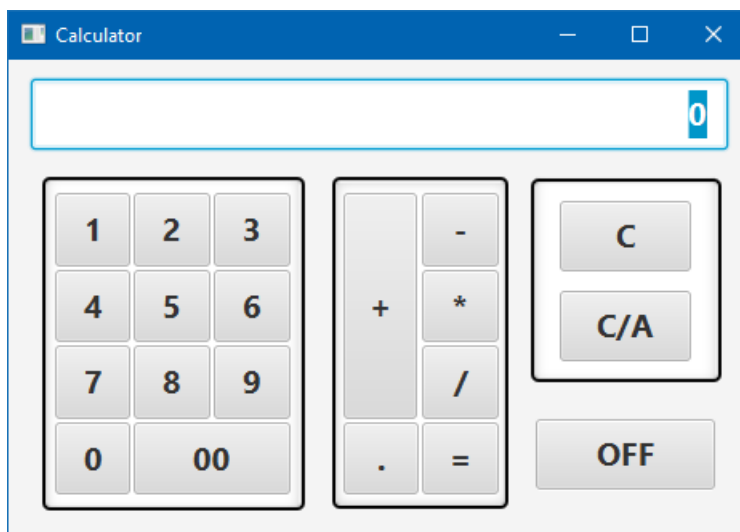 Calculator
0
1 2 3 + - C
4 5 6 * C/A
7 8 9 /
0 00 . = OFF